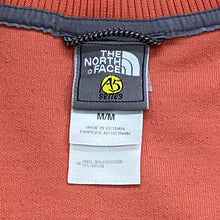 THE
NORTH
FACE
A5
SERIES
M/M
MADE IN VIETNAM
FABRIQUÉ AU VIETNAM